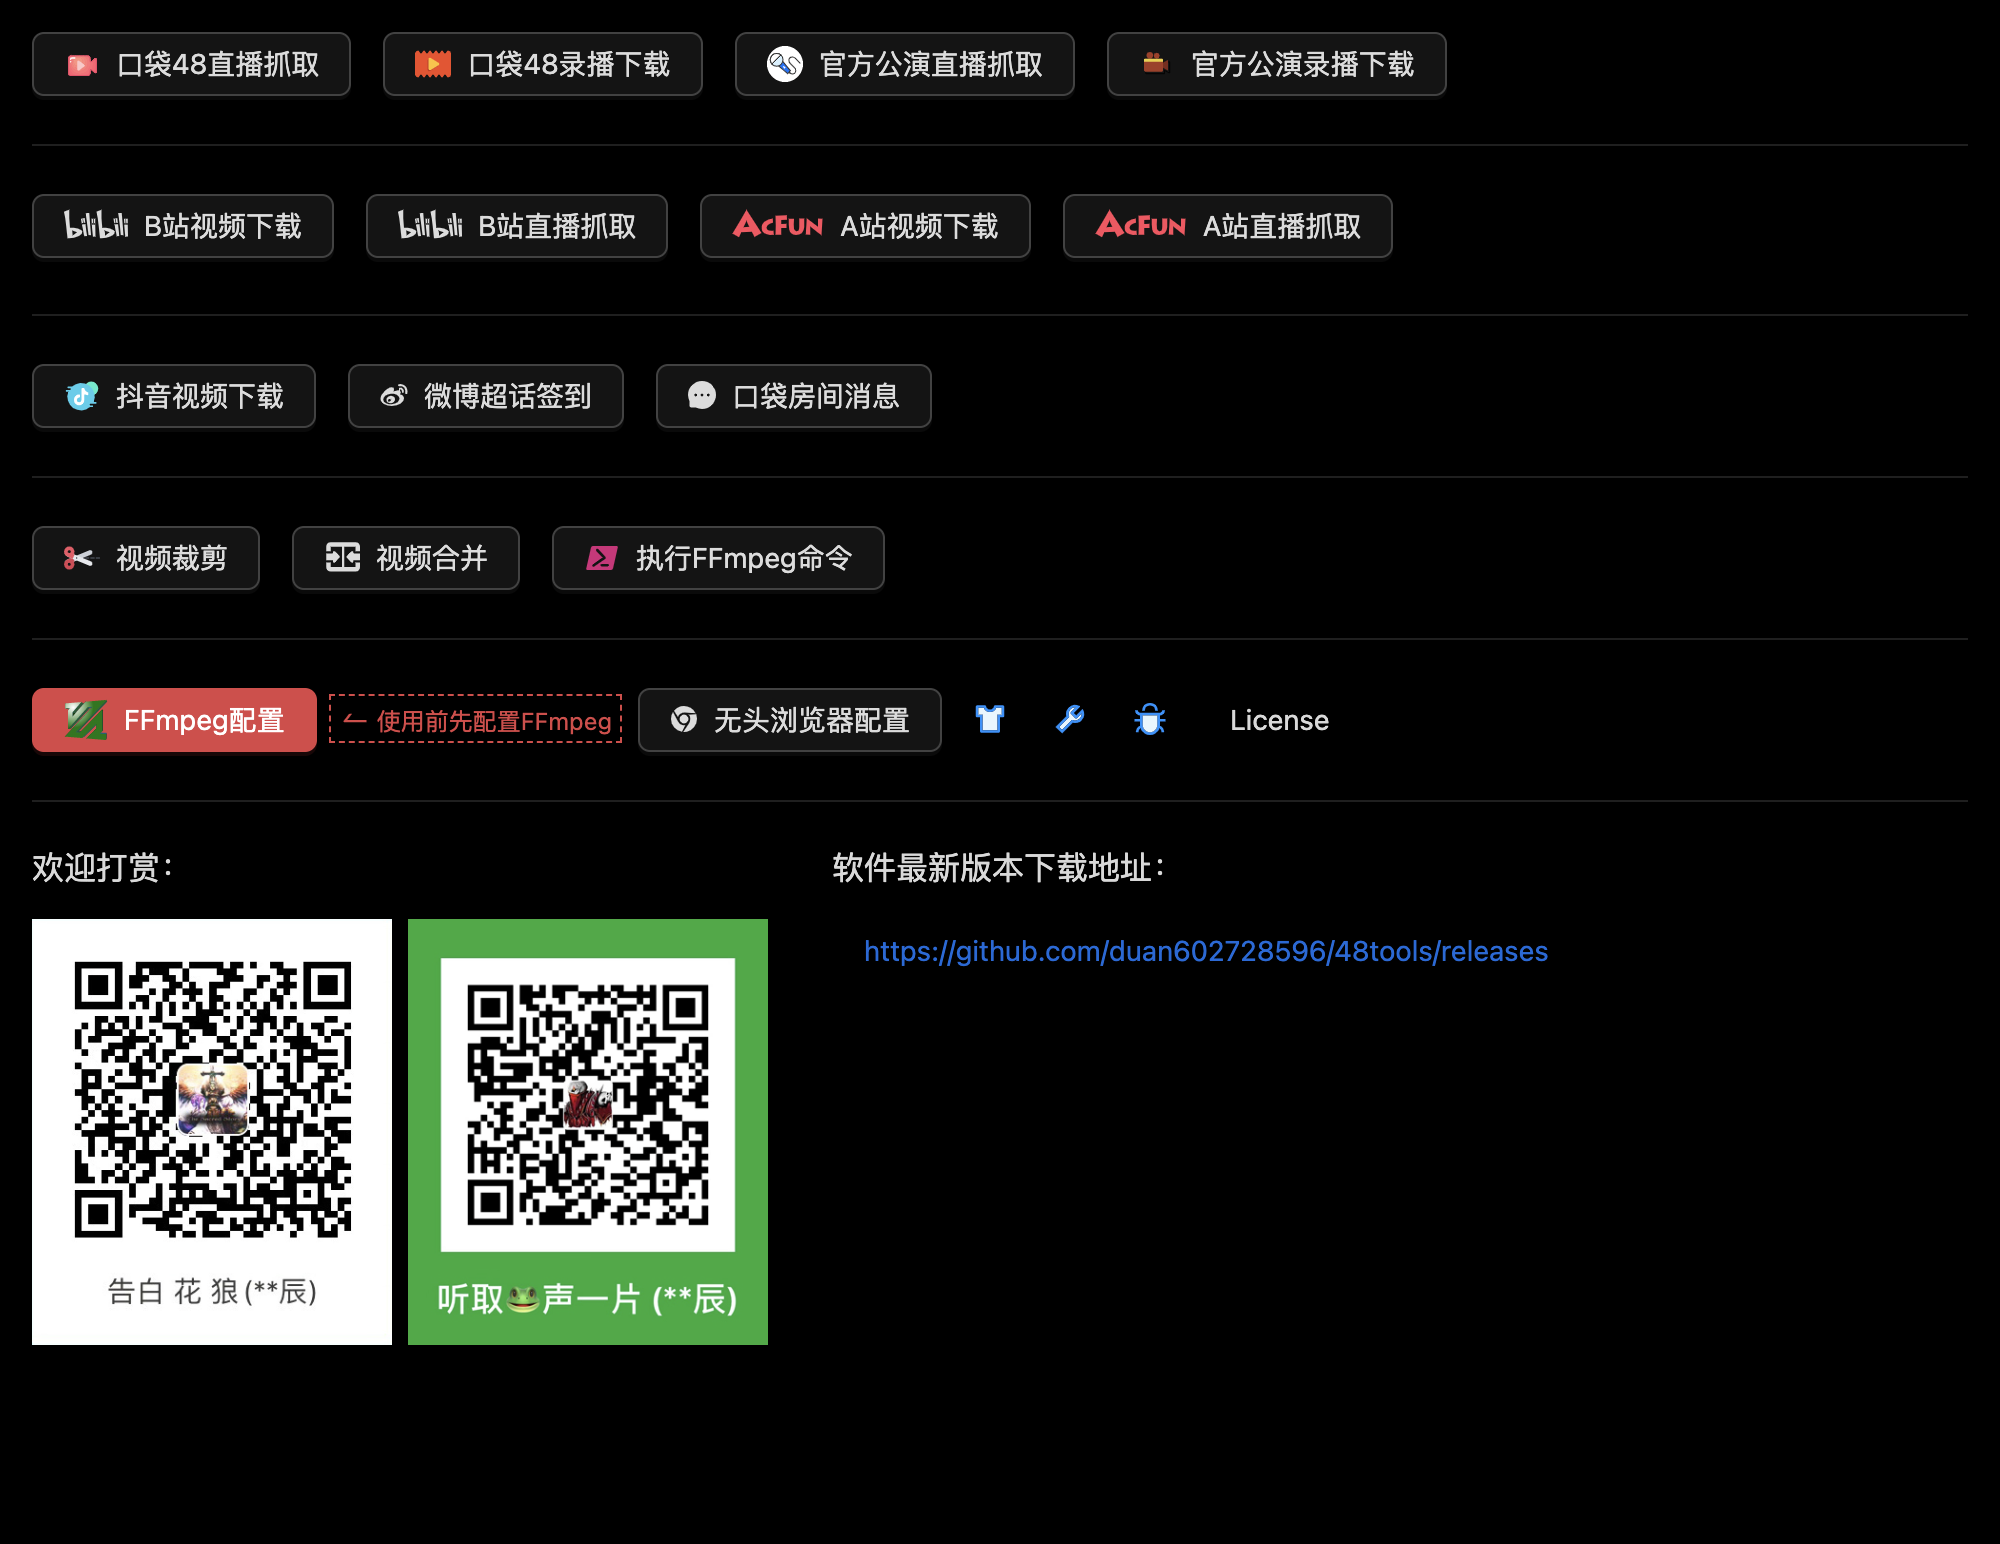 口袋48直播抓取 口袋48录播下载 官方公演直播抓取 官方公演录播下载
bilibili B站视频下载 bilibili B站直播抓取 AcFun A站视频下载 AcFun A站直播抓取
抖音视频下载 微博超话签到 口袋房间消息
视频裁剪 视频合并 执行FFmpeg命令
FFmpeg配置 使用前先配置FFmpeg 无头浏览器配置 License
欢迎打赏： 软件最新版本下载地址：
https://github.com/duan602728596/48tools/releases
告白 花 狼(**辰)
听取🐸声一片 (**辰)